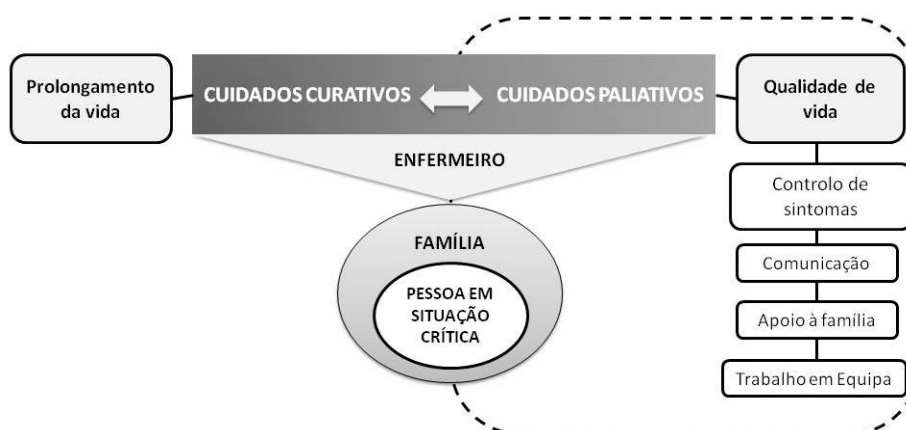 Prolongamento
da vida
CUIDADOS CURATIVOS
CUIDADOS PALIATIVOS
Qualidade de
vida
ENFERMEIRO
Controlo de
sintomas
FAMÍLIA
Comunicação
PESSOA EM
SITUAÇÃO
CRÍTICA
Apoio à família
Trabalho em Equipa